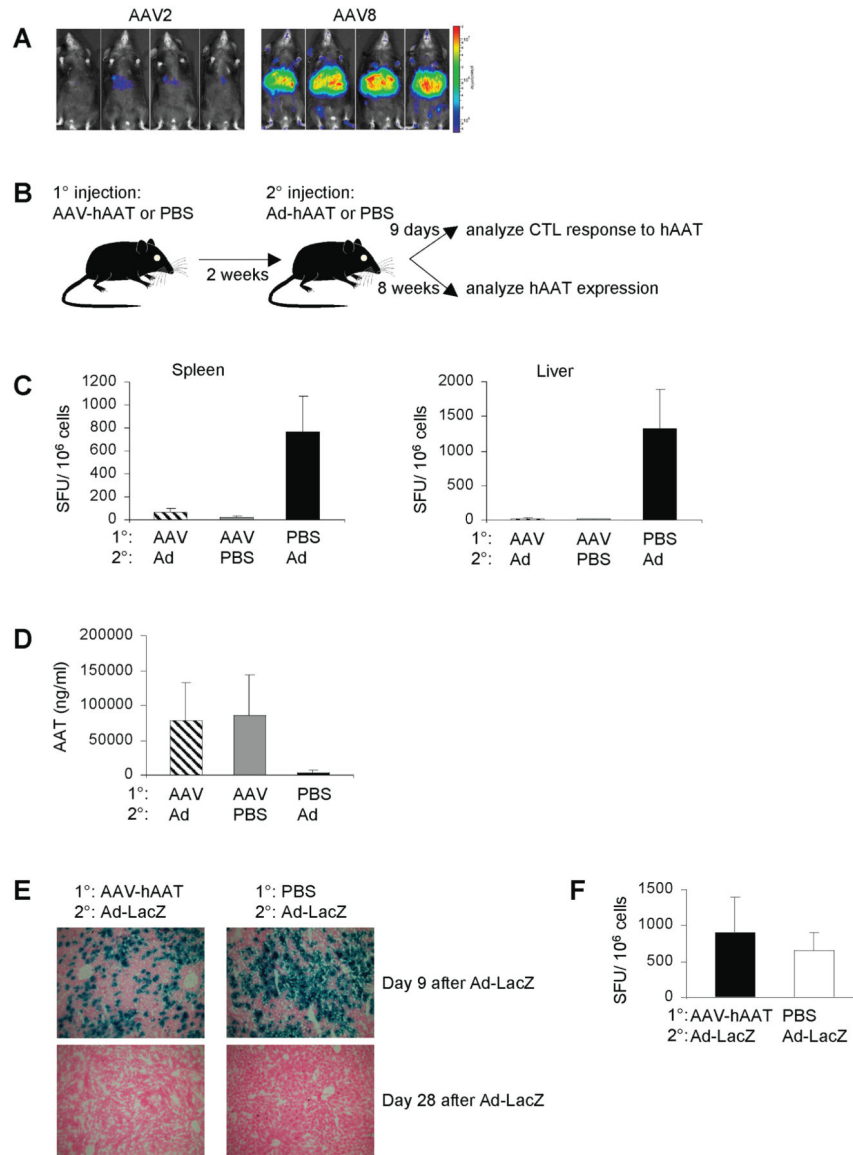 A
AAV2
AAV8
B
1° injection:
AAV-hAAT or PBS
2 weeks
2° injection:
Ad-hAAT or PBS
9 days
analyze CTL response to hAAT
8 weeks
analyze hAAT expression
C
Spleen
SFU/ 10⁶ cells
1200
1000
800
600
400
200
0
1°: AAV AAV PBS
2°: Ad PBS Ad
Liver
SFU/ 10⁶ cells
2000
1500
1000
500
0
1°: AAV AAV PBS
2°: Ad PBS Ad
D
AAT (ng/ml)
200000
150000
100000
50000
0
1°: AAV AAV PBS
2°: Ad PBS Ad
E
1°: AAV-hAAT
2°: Ad-LacZ
1°: PBS
2°: Ad-LacZ
Day 9 after Ad-LacZ
Day 28 after Ad-LacZ
F
SFU/ 10⁶ cells
1500
1000
500
0
1°: AAV-hAAT PBS
2°: Ad-LacZ Ad-LacZ